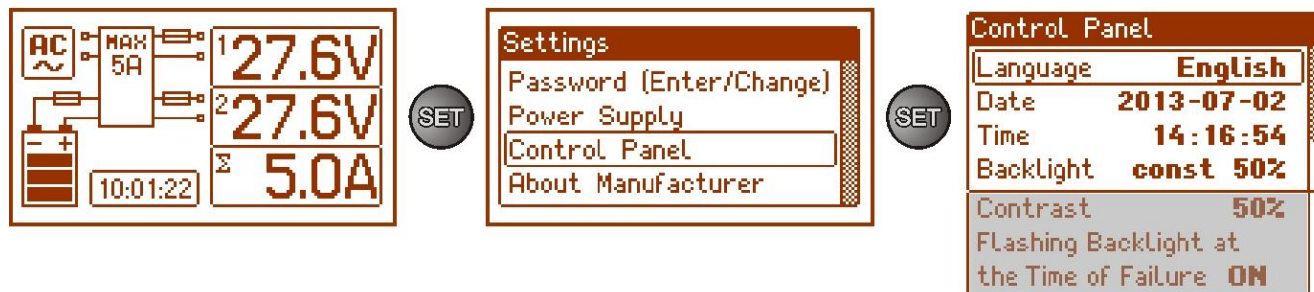 AC
MAX
5A
1 27.6V
2 27.6V
Σ 5.0A
- +
10:01:22
SET
Settings
Password (Enter/Change)
Power Supply
Control Panel
About Manufacturer
SET
Control Panel
Language English
Date 2013-07-02
Time 14:16:54
Backlight const 50%
Contrast 50%
Flashing Backlight at
the Time of Failure ON